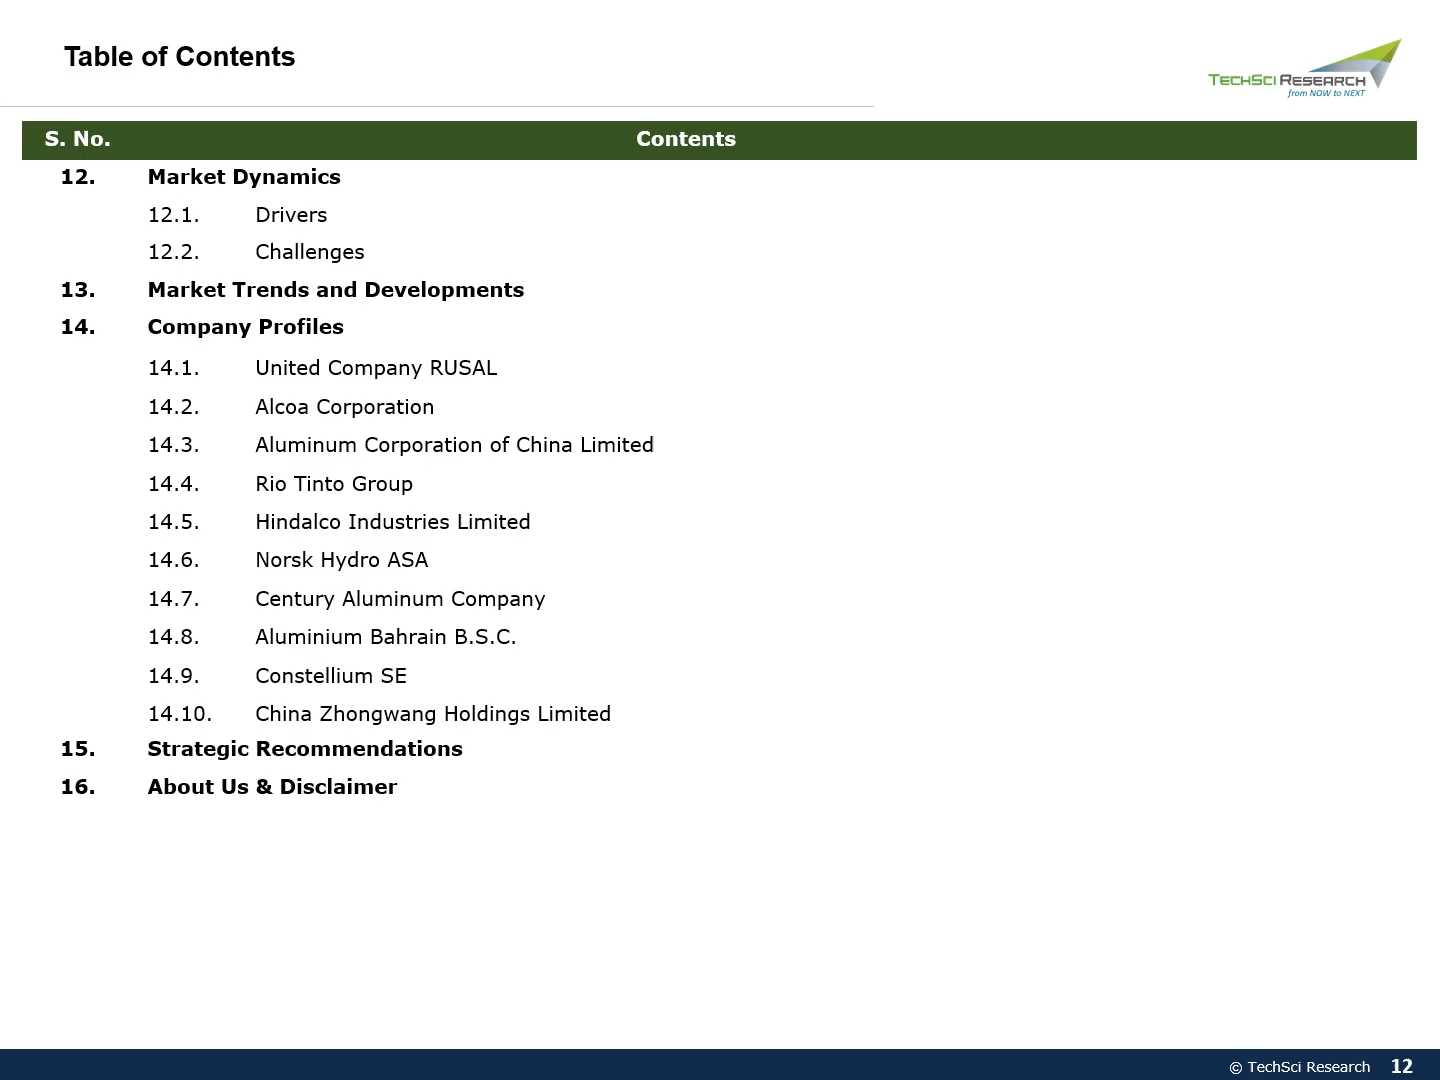 Table of Contents
TechSci Research
from NOW to NEXT
S. No. Contents
12. Market Dynamics
12.1. Drivers
12.2. Challenges
13. Market Trends and Developments
14. Company Profiles
14.1. United Company RUSAL
14.2. Alcoa Corporation
14.3. Aluminum Corporation of China Limited
14.4. Rio Tinto Group
14.5. Hindalco Industries Limited
14.6. Norsk Hydro ASA
14.7. Century Aluminum Company
14.8. Aluminium Bahrain B.S.C.
14.9. Constellium SE
14.10. China Zhongwang Holdings Limited
15. Strategic Recommendations
16. About Us & Disclaimer
© TechSci Research 12